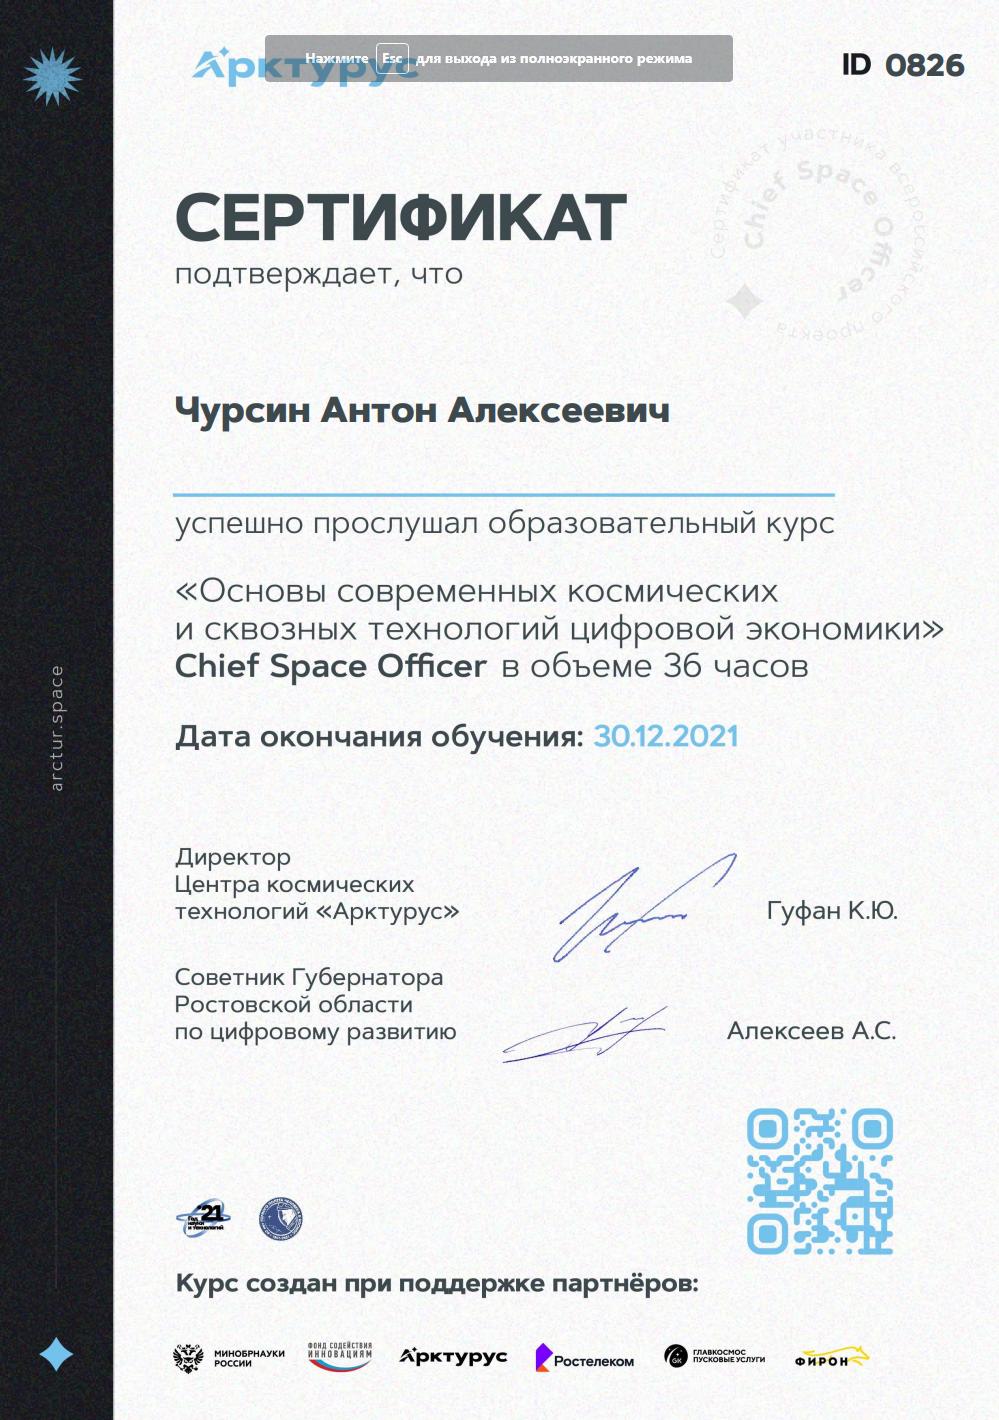 Арктурус
Нажмите Esc для выхода из полноэкранного режима
ID 0826
Сертификат участника всероссийского проекта
Chief Space Officer
СЕРТИФИКАТ
подтверждает, что
Чурсин Антон Алексеевич
успешно прослушал образовательный курс
«Основы современных космических
и сквозных технологий цифровой экономики»
Chief Space Officer в объеме 36 часов
Дата окончания обучения: 30.12.2021
arctur.space
Директор
Центра космических
технологий «Арктурус»
Гуфан К.Ю.
Советник Губернатора
Ростовской области
по цифровому развитию
Алексеев А.С.
'21
Год
науки
и технологий
Курс создан при поддержке партнёров:
МИНОБРНАУКИ
РОССИИ
ФОНД СОДЕЙСТВИЯ
ИННОВАЦИЯМ
Арктурус
Ростелеком
GK
ГЛАВКОСМОС
ПУСКОВЫЕ УСЛУГИ
ФИРОН